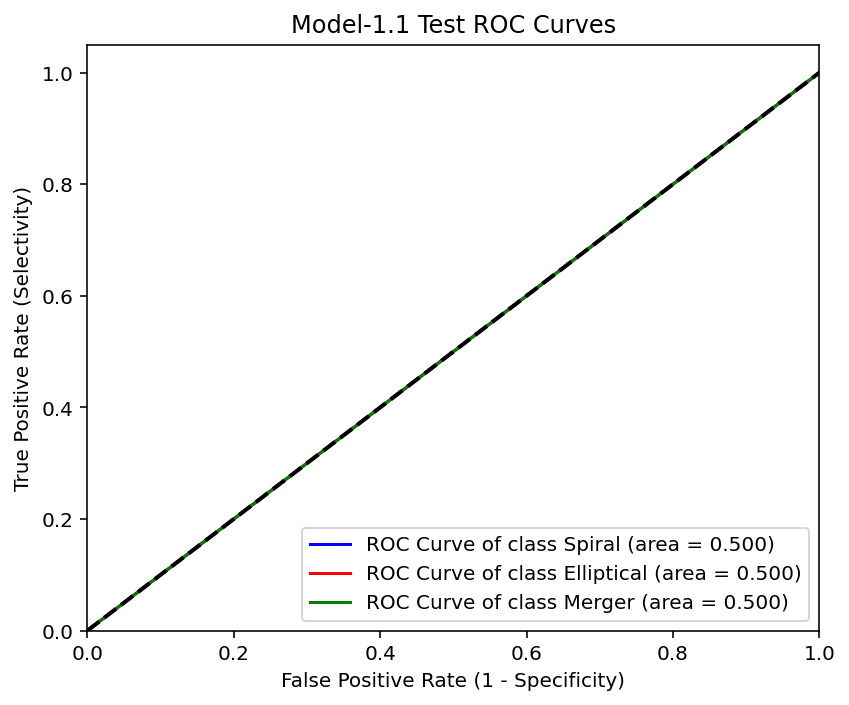 Model-1.1 Test ROC Curves
True Positive Rate (Selectivity)
1.0
0.8
0.6
0.4
0.2
0.0
ROC Curve of class Spiral (area = 0.500)
ROC Curve of class Elliptical (area = 0.500)
ROC Curve of class Merger (area = 0.500)
0.0 0.2 0.4 0.6 0.8 1.0
False Positive Rate (1 - Specificity)